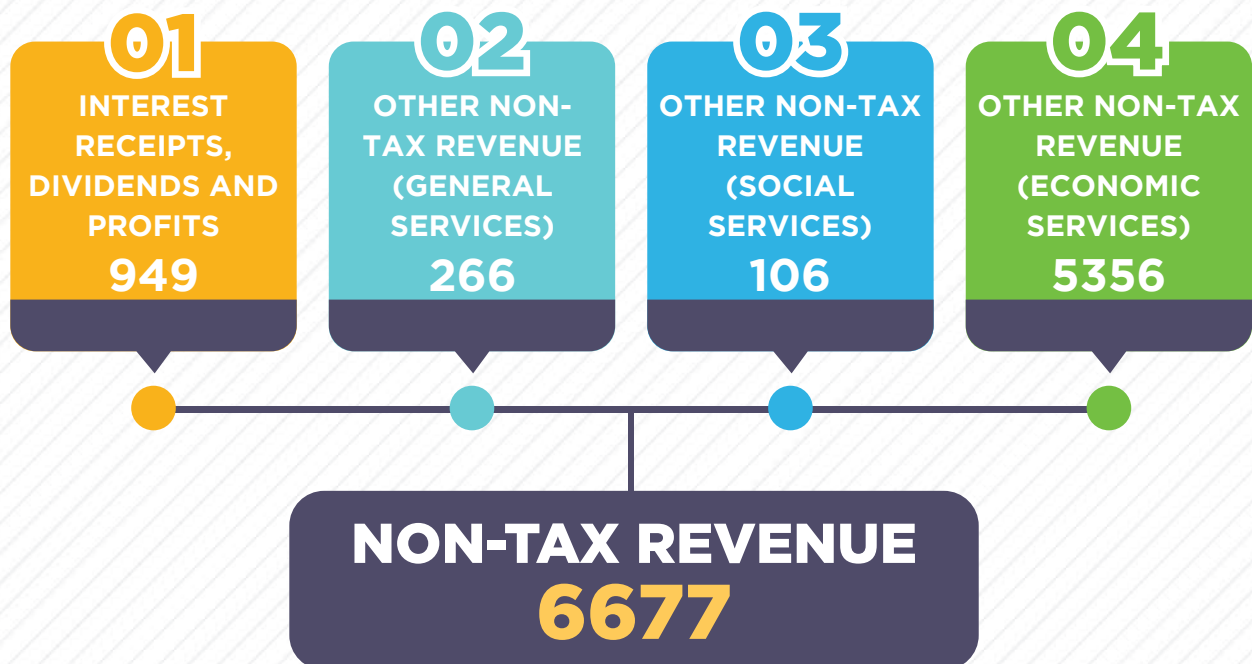 01
INTEREST
RECEIPTS,
DIVIDENDS AND
PROFITS
949
02
OTHER NON-
TAX REVENUE
(GENERAL
SERVICES)
266
03
OTHER NON-TAX
REVENUE
(SOCIAL
SERVICES)
106
04
OTHER NON-TAX
REVENUE
(ECONOMIC
SERVICES)
5356
NON-TAX REVENUE
6677